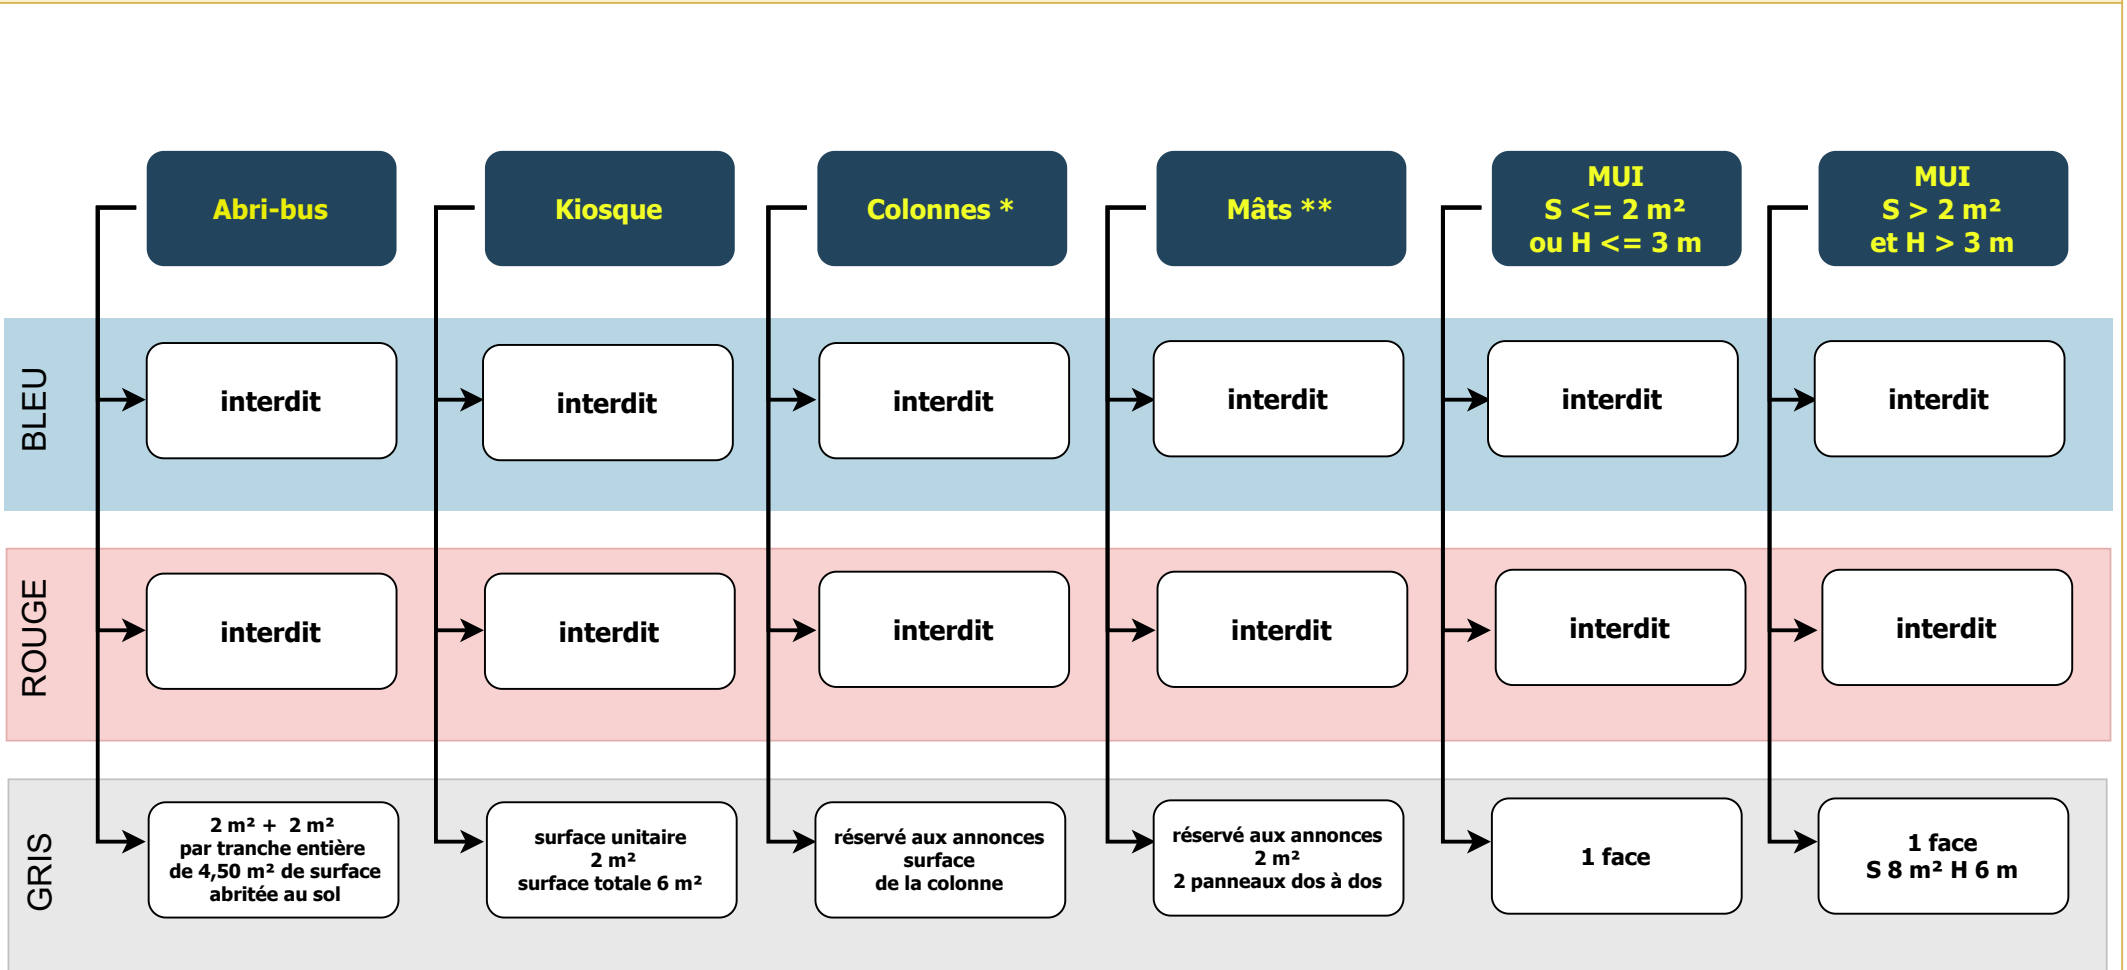 Abri-bus
Kiosque
Colonnes *
Mâts **
MUI
S <= 2 m²
ou H <= 3 m
MUI
S > 2 m²
et H > 3 m
BLEU
interdit
interdit
interdit
interdit
interdit
interdit
ROUGE
interdit
interdit
interdit
interdit
interdit
interdit
GRIS
2 m² + 2 m²
par tranche entière
de 4,50 m² de surface
abritée au sol
surface unitaire
2 m²
surface totale 6 m²
réservé aux annonces
surface
de la colonne
réservé aux annonces
2 m²
2 panneaux dos à dos
1 face
1 face
S 8 m² H 6 m